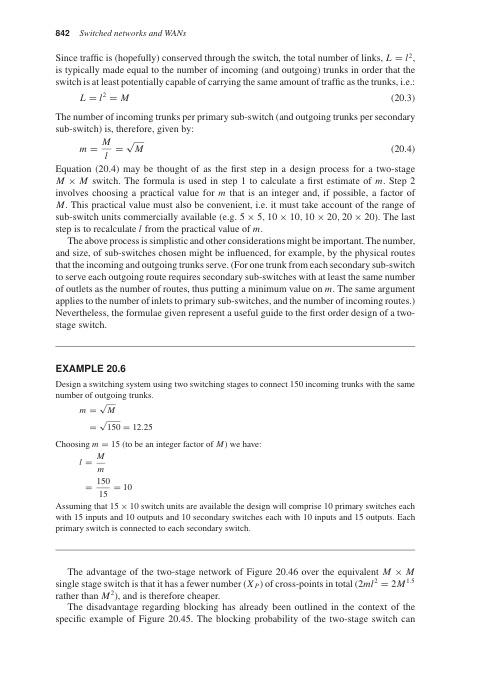 842 Switched networks and WANs
Since traffic is (hopefully) conserved through the switch, the total number of links, L = l²,
is typically made equal to the number of incoming (and outgoing) trunks in order that the
switch is at least potentially capable of carrying the same amount of traffic as the trunks, i.e.:
L = l² = M (20.3)
The number of incoming trunks per primary sub-switch (and outgoing trunks per secondary
sub-switch) is, therefore, given by:
m = M/l = √M (20.4)
Equation (20.4) may be thought of as the first step in a design process for a two-stage
M × M switch. The formula is used in step 1 to calculate a first estimate of m. Step 2
involves choosing a practical value for m that is an integer and, if possible, a factor of
M. This practical value must also be convenient, i.e. it must take account of the range of
sub-switch units commercially available (e.g. 5 × 5, 10 × 10, 10 × 20, 20 × 20). The last
step is to recalculate l from the practical value of m.
The above process is simplistic and other considerations might be important. The number,
and size, of sub-switches chosen might be influenced, for example, by the physical routes
that the incoming and outgoing trunks serve. (For one trunk from each secondary sub-switch
to serve each outgoing route requires secondary sub-switches with at least the same number
of outlets as the number of routes, thus putting a minimum value on m. The same argument
applies to the number of inlets to primary sub-switches, and the number of incoming routes.)
Nevertheless, the formulae given represent a useful guide to the first order design of a two-
stage switch.
EXAMPLE 20.6
Design a switching system using two switching stages to connect 150 incoming trunks with the same
number of outgoing trunks.
m = √M
= √150 = 12.25
Choosing m = 15 (to be an integer factor of M) we have:
l = M/m
= 150/15 = 10
Assuming that 15 × 10 switch units are available the design will comprise 10 primary switches each
with 15 inputs and 10 outputs and 10 secondary switches each with 10 inputs and 15 outputs. Each
primary switch is connected to each secondary switch.
The advantage of the two-stage network of Figure 20.46 over the equivalent M × M
single stage switch is that it has a fewer number (X_P) of cross-points in total (2ml² = 2M^1.5
rather than M²), and is therefore cheaper.
The disadvantage regarding blocking has already been outlined in the context of the
specific example of Figure 20.45. The blocking probability of the two-stage switch can